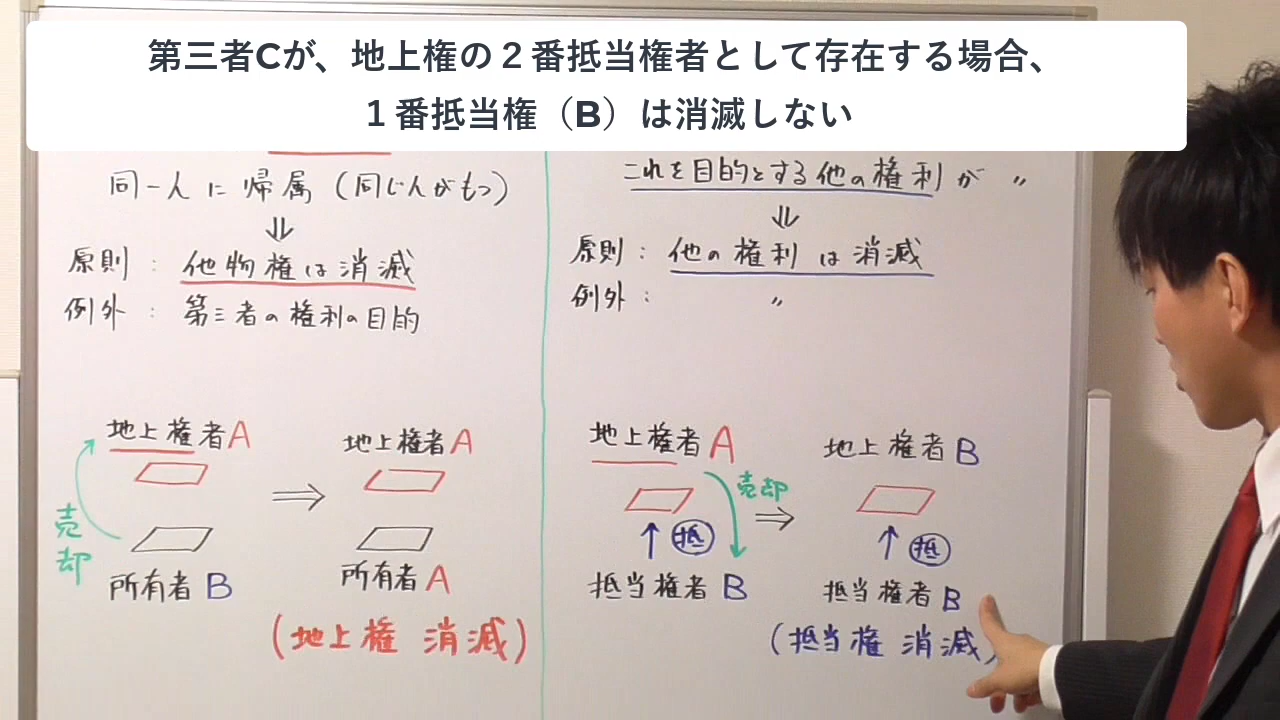 第三者Cが、地上権の２番抵当権者として存在する場合、
１番抵当権（B）は消滅しない
同一人に帰属（同じ人がもつ）
⇓
原則：他物権は消滅
例外：第三者の権利の目的
地上権者A
売却
所有者B
⇒
地上権者A
所有者A
（地上権 消滅）
これを目的とする他の権利が 〃
⇓
原則：他の権利は消滅
例外： 〃
地上権者A
売却
↑ 抵
抵当権者B
⇒
地上権者B
↑ 抵
抵当権者B
（抵当権 消滅）